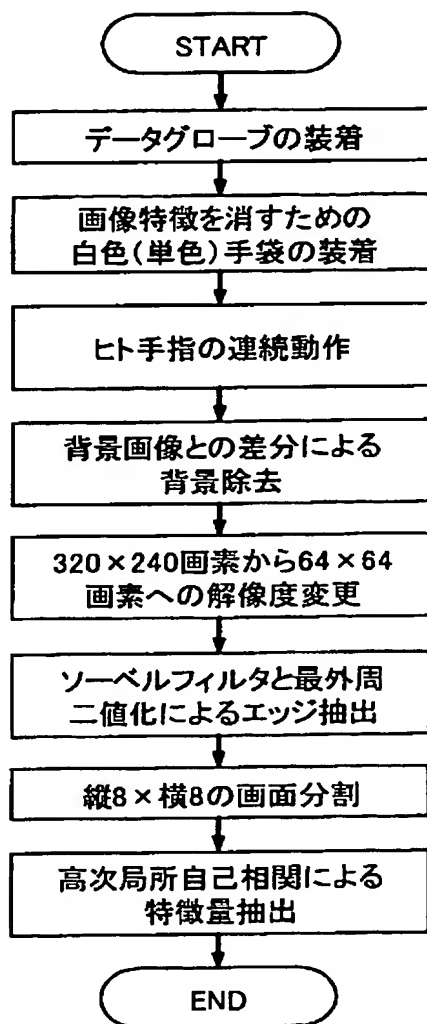 START
データグローブの装着
画像特徴を消すための
白色(単色)手袋の装着
ヒト手指の連続動作
背景画像との差分による
背景除去
320×240画素から64×64
画素への解像度変更
ソーベルフィルタと最外周
二値化によるエッジ抽出
縦8×横8の画面分割
高次局所自己相関による
特徴量抽出
END